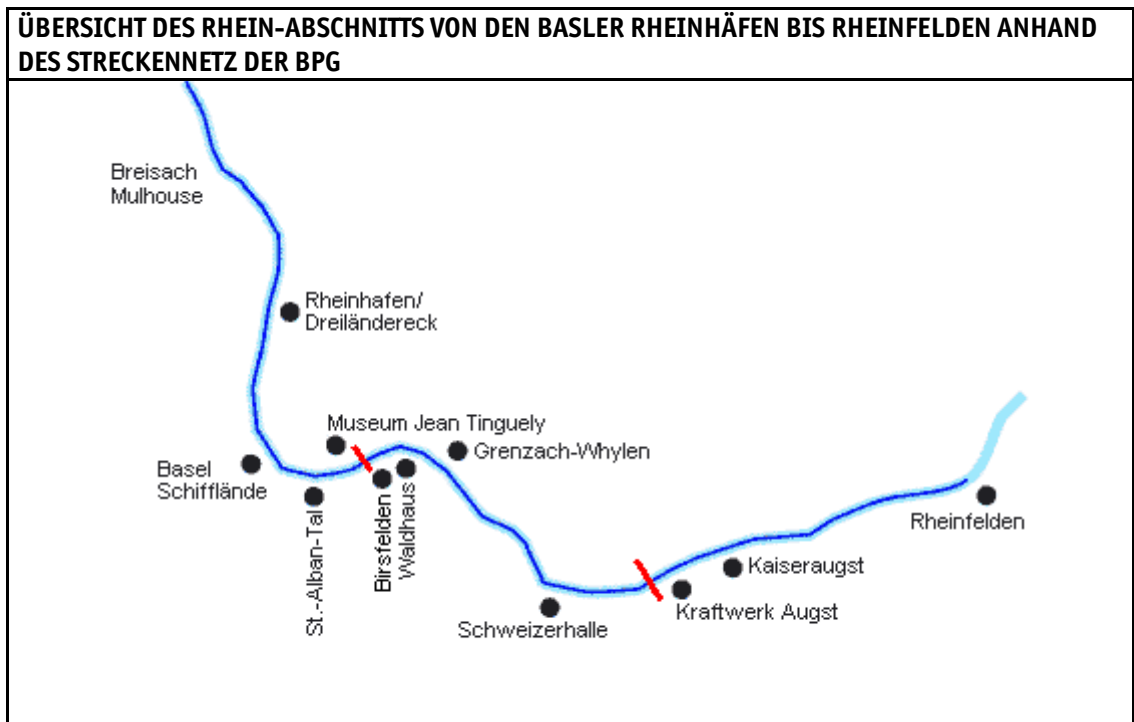 ÜBERSICHT DES RHEIN-ABSCHNITTS VON DEN BASLER RHEINHÄFEN BIS RHEINFELDEN ANHAND
DES STRECKENNETZ DER BPG
Breisach
Mulhouse
Rheinhafen/
Dreiländereck
Museum Jean Tinguely
Grenzach-Whylen
Basel
Schifflände
St.-Alban-Tal
Birsfelden
Waldhaus
Rheinfelden
Kaiseraugst
Kraftwerk Augst
Schweizerhalle